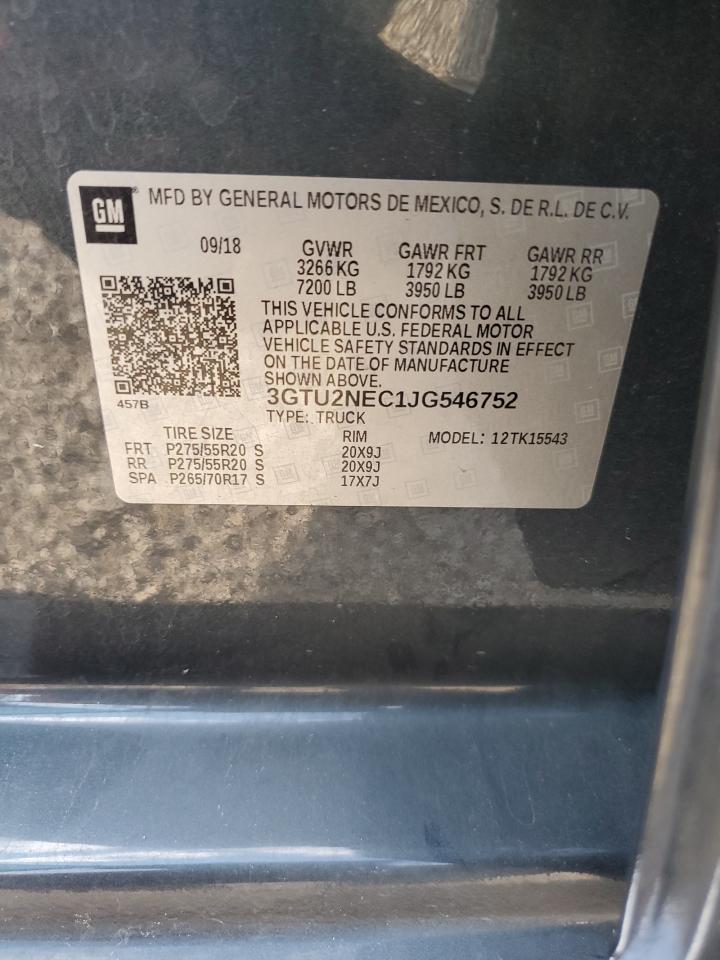 GM ® MFD BY GENERAL MOTORS DE MEXICO, S. DE R.L. DE C.V.
09/18 GVWR GAWR FRT GAWR RR
3266 KG 1792 KG 1792 KG
7200 LB 3950 LB 3950 LB
THIS VEHICLE CONFORMS TO ALL
APPLICABLE U.S. FEDERAL MOTOR
VEHICLE SAFETY STANDARDS IN EFFECT
ON THE DATE OF MANUFACTURE
SHOWN ABOVE.
457B 3GTU2NEC1JG546752
TYPE: TRUCK
TIRE SIZE RIM MODEL: 12TK15543
FRT P275/55R20 S 20X9J
RR P275/55R20 S 20X9J
SPA P265/70R17 S 17X7J